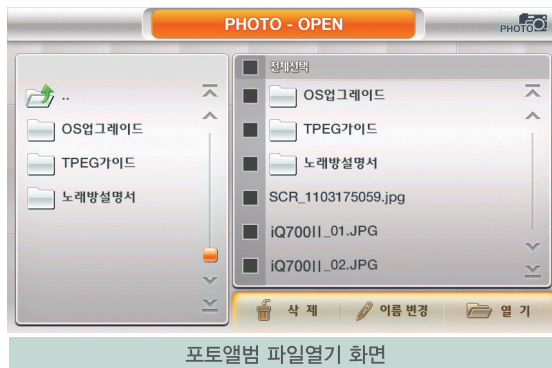 PHOTO - OPEN
PHOTO
..
OS업그레이드
TPEG가이드
노래방설명서
전체선택
OS업그레이드
TPEG가이드
노래방설명서
SCR_1103175059.jpg
iQ700II_01.JPG
iQ700II_02.JPG
삭 제
이름 변경
열 기
포토앨범 파일열기 화면